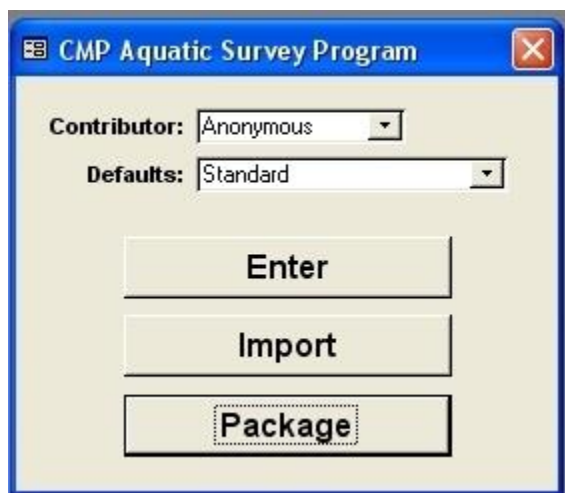 CMP Aquatic Survey Program
Contributor: Anonymous
Defaults: Standard
Enter
Import
Package